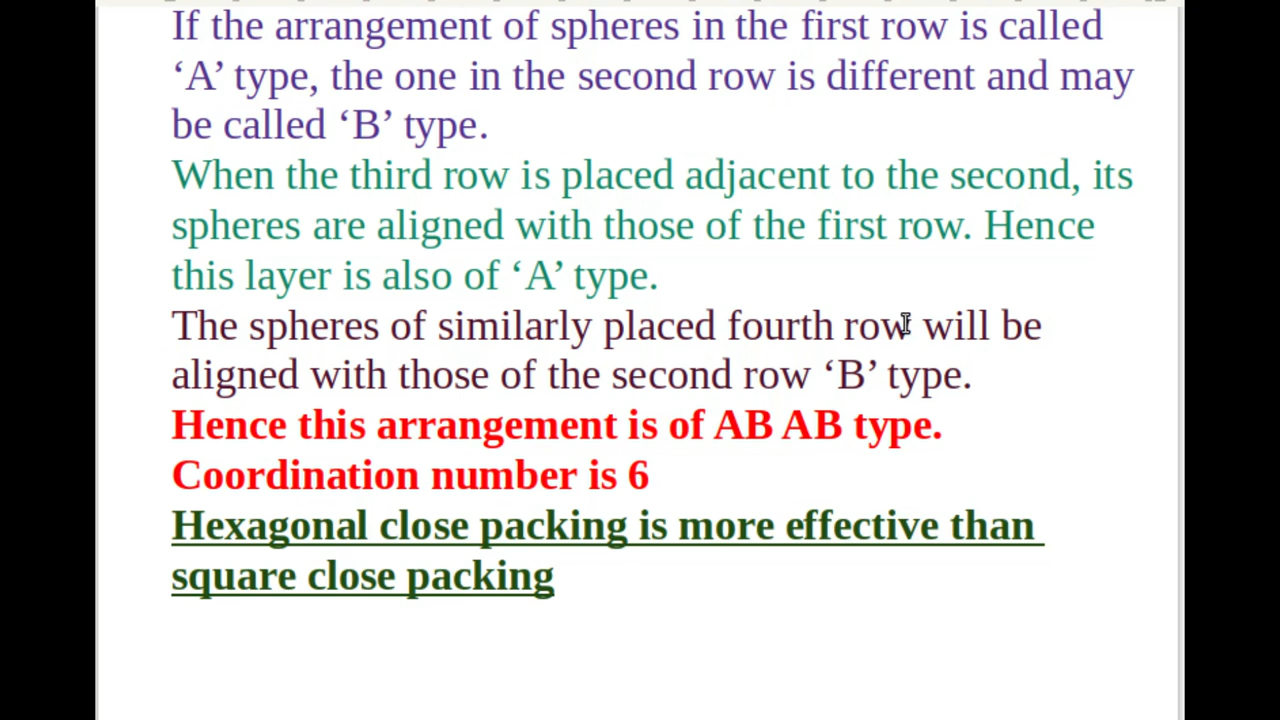 If the arrangement of spheres in the first row is called
‘A’ type, the one in the second row is different and may
be called ‘B’ type.
When the third row is placed adjacent to the second, its
spheres are aligned with those of the first row. Hence
this layer is also of ‘A’ type.
The spheres of similarly placed fourth row will be
aligned with those of the second row ‘B’ type.
Hence this arrangement is of AB AB type.
Coordination number is 6
Hexagonal close packing is more effective than
square close packing